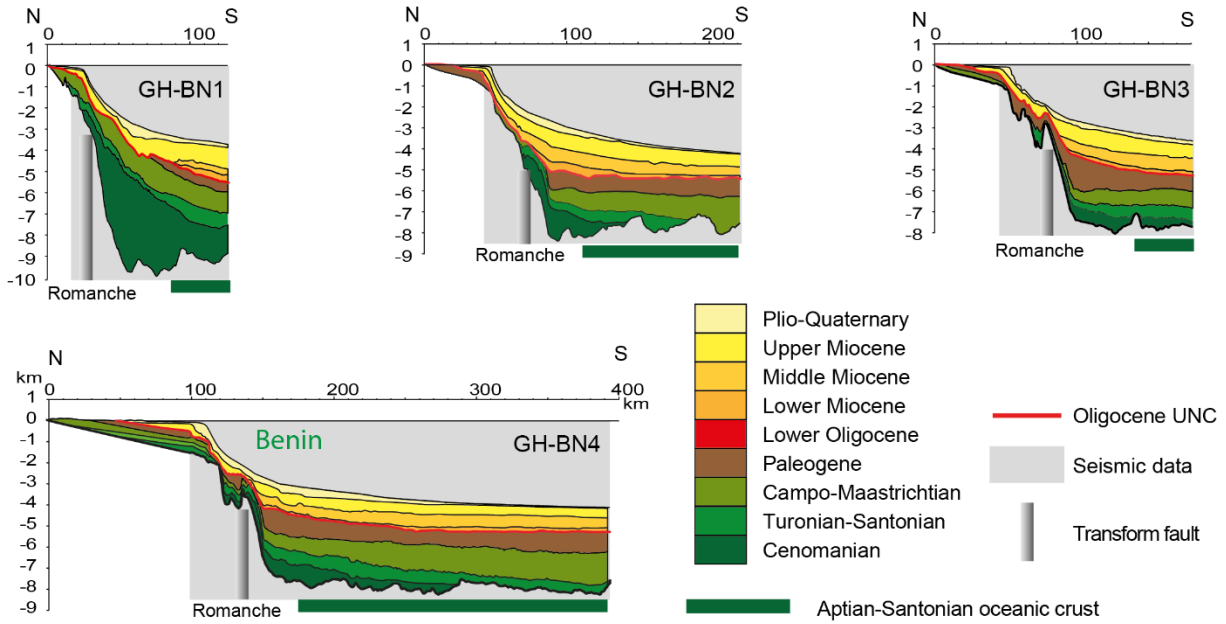 N S
0 100
1
0
-1
-2
-3
-4
-5
-6
-7
-8
-9
-10
GH-BN1
Romanche
N S
0 100 200
1
0
-1
-2
-3
-4
-5
-6
-7
-8
-9
GH-BN2
Romanche
N S
0 100
1
0
-1
-2
-3
-4
-5
-6
-7
-8
GH-BN3
Romanche
N S
km
0 100 200 300 400
km
1
0
-1
-2
-3
-4
-5
-6
-7
-8
-9
Benin
GH-BN4
Romanche
Plio-Quaternary
Upper Miocene
Middle Miocene
Lower Miocene
Lower Oligocene
Paleogene
Campo-Maastrichtian
Turonian-Santonian
Cenomanian
Oligocene UNC
Seismic data
Transform fault
Aptian-Santonian oceanic crust